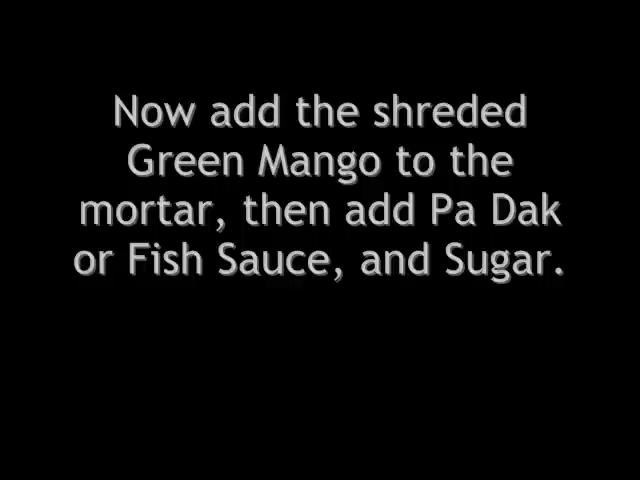 Now add the shreded
Green Mango to the
mortar, then add Pa Dak
or Fish Sauce, and Sugar.